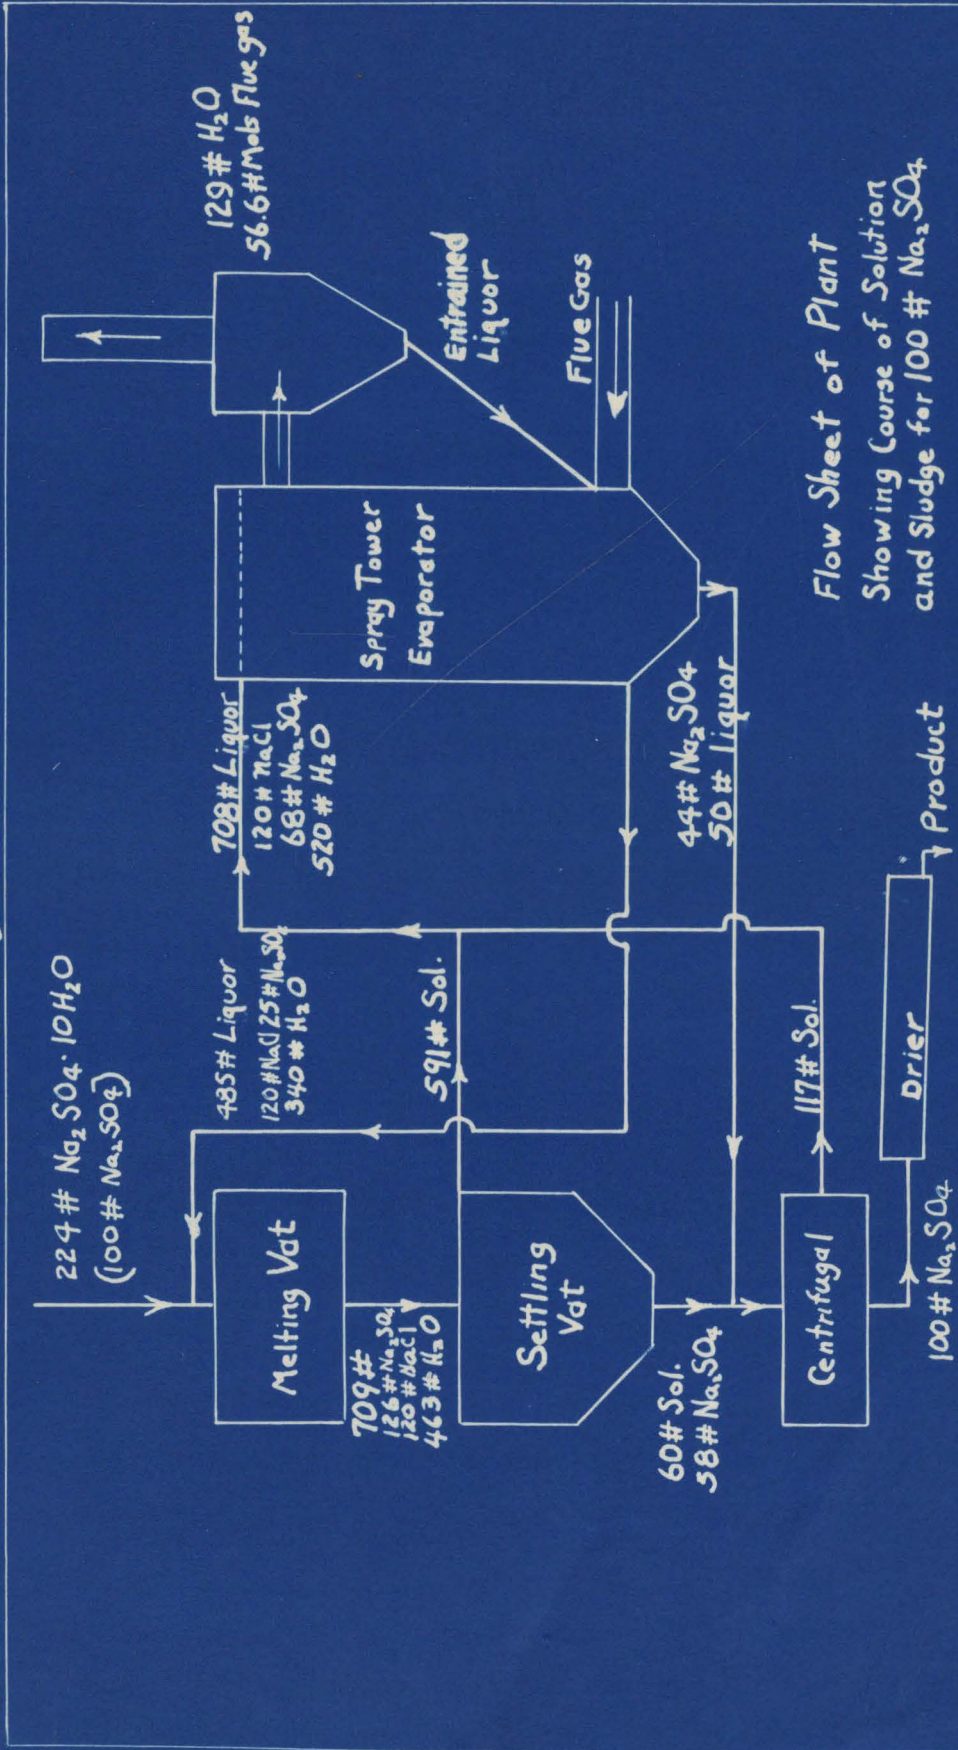 224# Na₂SO₄·10H₂O
(100# Na₂SO₄)
485# Liquor
120# NaCl 25# Na₂SO₄
340# H₂O
Melting Vat
709#
126# Na₂SO₄
120# NaCl
463# H₂O
Settling
Vat
591# Sol.
60# Sol.
58# Na₂SO₄
Centrifugal
117# Sol.
100# Na₂SO₄
Drier
Product
708# Liquor
120# NaCl
68# Na₂SO₄
520# H₂O
Spray Tower
Evaporator
44# Na₂SO₄
50# liquor
129# H₂O
56.6# Mols Flue gas
Entrained
Liquor
Flue Gas
Flow Sheet of Plant
Showing Course of Solution
and Sludge for 100# Na₂SO₄